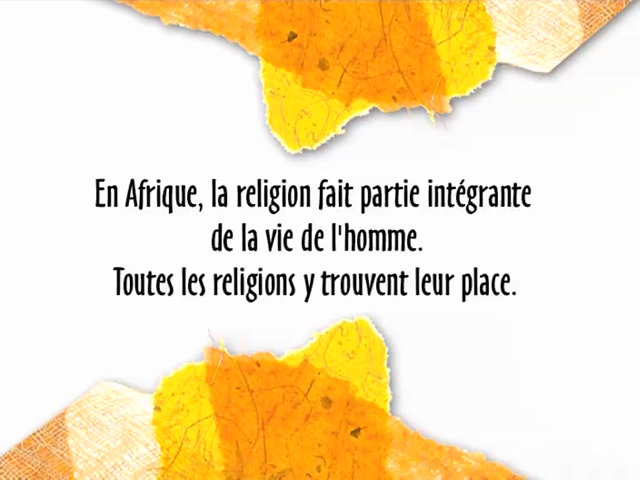 En Afrique, la religion fait partie intégrante
de la vie de l'homme.
Toutes les religions y trouvent leur place.